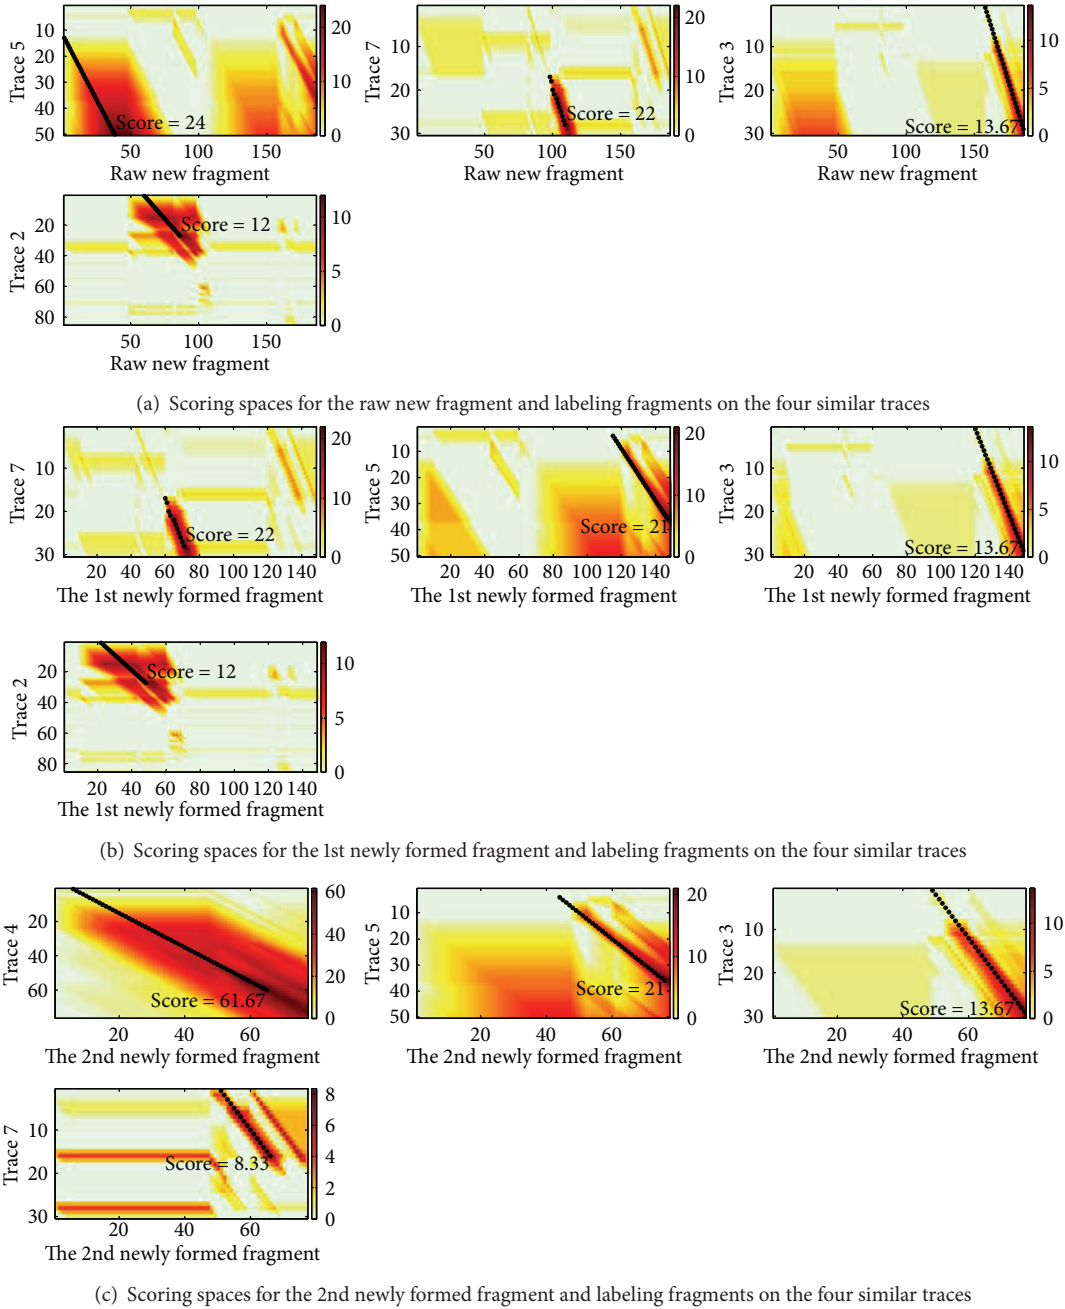 Trace 5
10
20
30
40
50
Score = 24
50 100 150
Raw new fragment
20
10
0
Trace 7
10
20
30
Score = 22
50 100 150
Raw new fragment
20
10
0
Trace 3
10
20
30
Score = 13.67
50 100 150
Raw new fragment
10
5
0
Trace 2
20
40
60
80
Score = 12
50 100 150
Raw new fragment
10
5
0
(a) Scoring spaces for the raw new fragment and labeling fragments on the four similar traces
Trace 7
10
20
30
Score = 22
20 40 60 80 100 120 140
The 1st newly formed fragment
20
10
0
Trace 5
10
20
30
40
50
Score = 21
20 40 60 80 100 120 140
The 1st newly formed fragment
20
10
0
Trace 3
10
20
30
Score = 13.67
20 40 60 80 100 120 140
The 1st newly formed fragment
10
5
0
Trace 2
20
40
60
80
Score = 12
20 40 60 80 100 120 140
The 1st newly formed fragment
10
5
0
(b) Scoring spaces for the 1st newly formed fragment and labeling fragments on the four similar traces
Trace 4
20
40
60
Score = 61.67
20 40 60
The 2nd newly formed fragment
60
40
20
0
Trace 5
10
20
30
40
50
Score = 21
20 40 60
The 2nd newly formed fragment
20
10
0
Trace 3
10
20
30
Score = 13.67
20 40 60
The 2nd newly formed fragment
10
5
0
Trace 7
10
20
30
Score = 8.33
20 40 60
The 2nd newly formed fragment
8
6
4
2
0
(c) Scoring spaces for the 2nd newly formed fragment and labeling fragments on the four similar traces